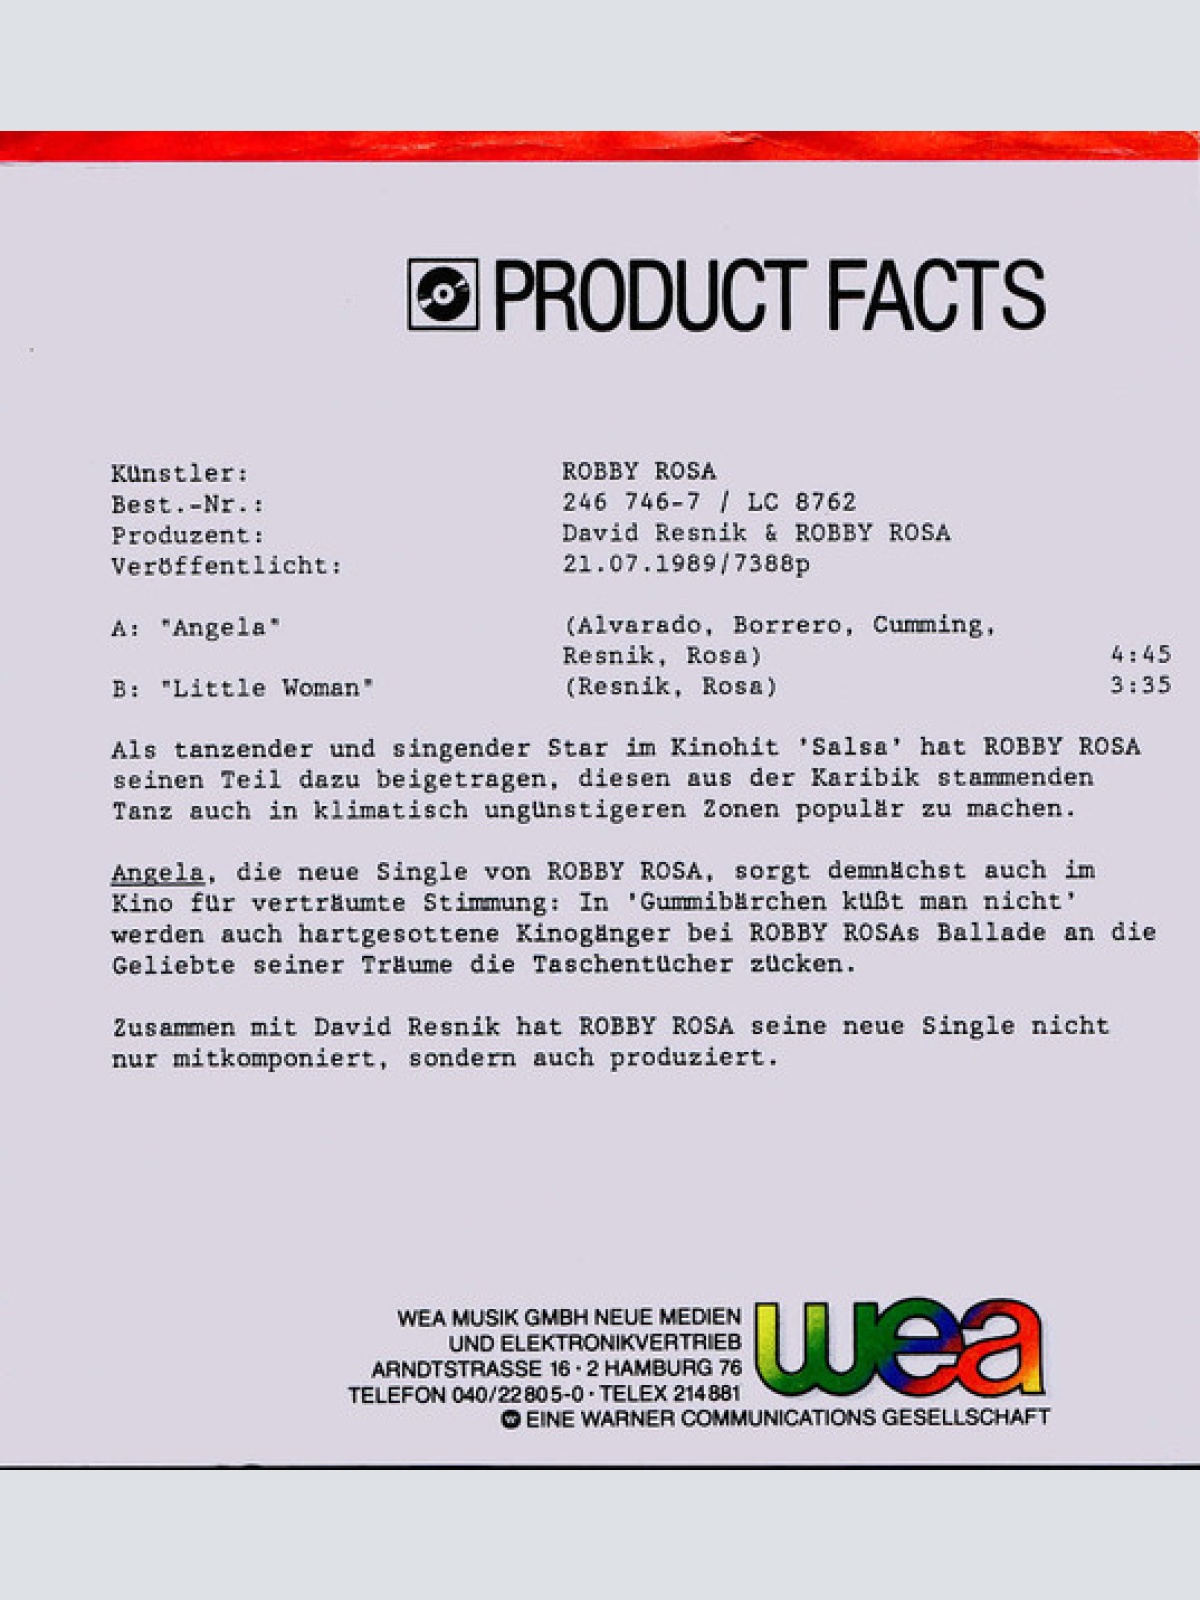 PRODUCT FACTS
Künstler: ROBBY ROSA
Best.-Nr.: 246 746-7 / LC 8762
Produzent: David Resnik & ROBBY ROSA
Veröffentlicht: 21.07.1989/7388p
A: "Angela" (Alvarado, Borrero, Cumming,
Resnik, Rosa) 4:45
B: "Little Woman" (Resnik, Rosa) 3:35
Als tanzender und singender Star im Kinohit 'Salsa' hat ROBBY ROSA
seinen Teil dazu beigetragen, diesen aus der Karibik stammenden
Tanz auch in klimatisch ungünstigeren Zonen populär zu machen.
Angela, die neue Single von ROBBY ROSA, sorgt demnächst auch im
Kino für verträumte Stimmung: In 'Gummibärchen küßt man nicht'
werden auch hartgesottene Kinogänger bei ROBBY ROSAs Ballade an die
Geliebte seiner Träume die Taschentücher zücken.
Zusammen mit David Resnik hat ROBBY ROSA seine neue Single nicht
nur mitkomponiert, sondern auch produziert.
WEA MUSIK GMBH NEUE MEDIEN
UND ELEKTRONIKVERTRIEB
ARNDTSTRASSE 16 · 2 HAMBURG 76
TELEFON 040/22805-0 · TELEX 214881
wea
EINE WARNER COMMUNICATIONS GESELLSCHAFT